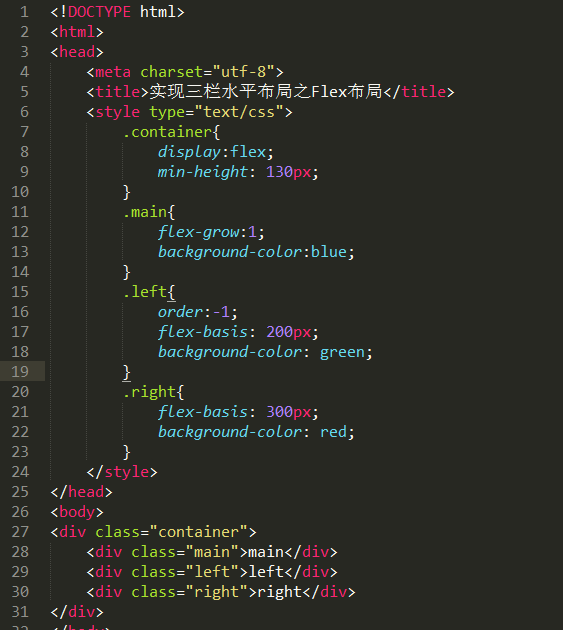 1 <!DOCTYPE html>
2 <html>
3 <head>
4 <meta charset="utf-8">
5 <title>实现三栏水平布局之Flex布局</title>
6 <style type="text/css">
7 .container{
8 display:flex;
9 min-height: 130px;
10 }
11 .main{
12 flex-grow:1;
13 background-color:blue;
14 }
15 .left{
16 order:-1;
17 flex-basis: 200px;
18 background-color: green;
19 }
20 .right{
21 flex-basis: 300px;
22 background-color: red;
23 }
24 </style>
25 </head>
26 <body>
27 <div class="container">
28 <div class="main">main</div>
29 <div class="left">left</div>
30 <div class="right">right</div>
31 </div>